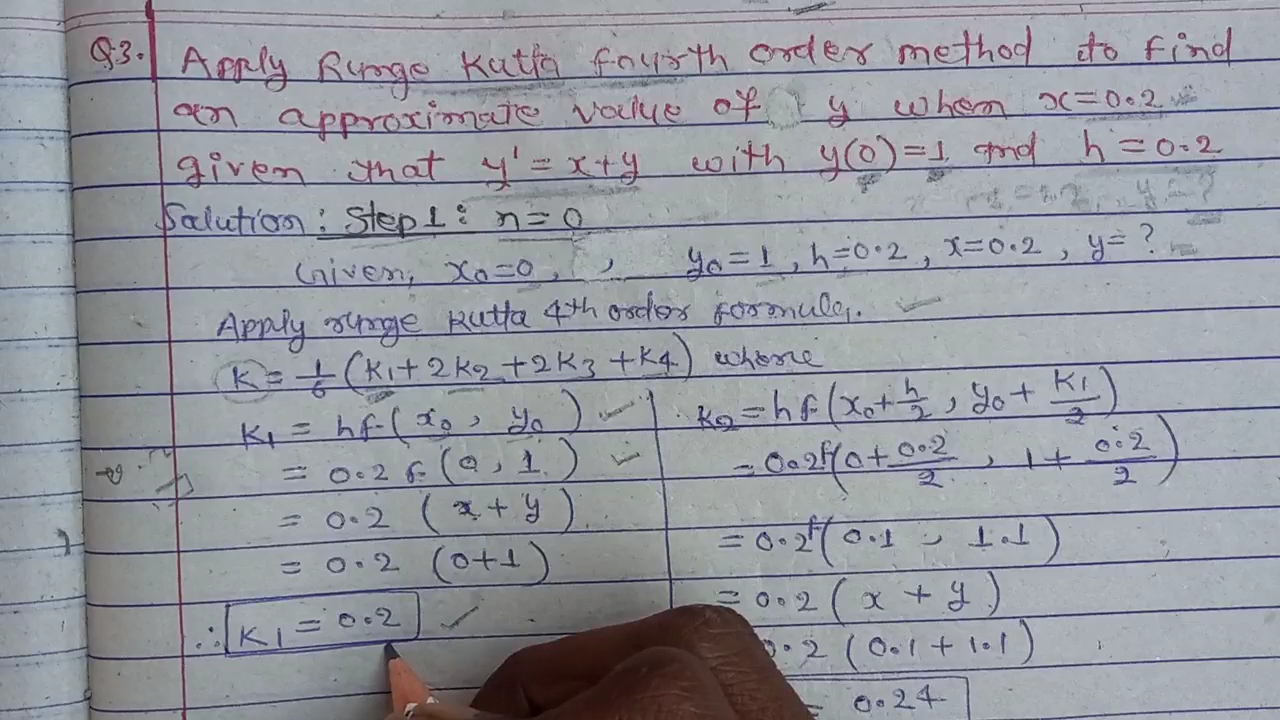 Q.3. Apply Runge Kutta fourth order method to find
an approximate value of y when x=0.2
given that y' = x+y with y(0)=1 and h=0.2
Solution: Step 1: n=0
Given, x₀=0, , y₀=1, h=0.2, x=0.2, y=?
Apply runge Kutta 4th order formula.
K = 1/6 (K₁+2K₂+2K₃+K₄) where
K₁ = hf(x₀, y₀)
= 0.2 f(0, 1)
= 0.2 (x+y)
= 0.2 (0+1)
∴ K₁ = 0.2
K₂ = hf(x₀+h/2, y₀+K₁/2)
= 0.2f(0+0.2/2, 1+0.2/2)
= 0.2f(0.1, 1.1)
= 0.2 (x+y)
0.2 (0.1+1.1)
= 0.24